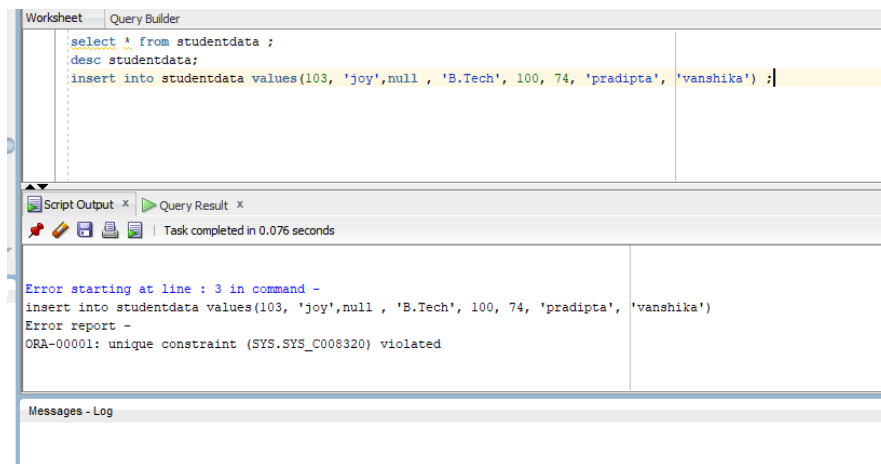 Worksheet Query Builder
select * from studentdata ;
desc studentdata;
insert into studentdata values(103, 'joy',null , 'B.Tech', 100, 74, 'pradipta', 'vanshika') ;
Script Output x Query Result x
Task completed in 0.076 seconds
Error starting at line : 3 in command -
insert into studentdata values(103, 'joy',null , 'B.Tech', 100, 74, 'pradipta', 'vanshika')
Error report -
ORA-00001: unique constraint (SYS.SYS_C008320) violated
Messages - Log